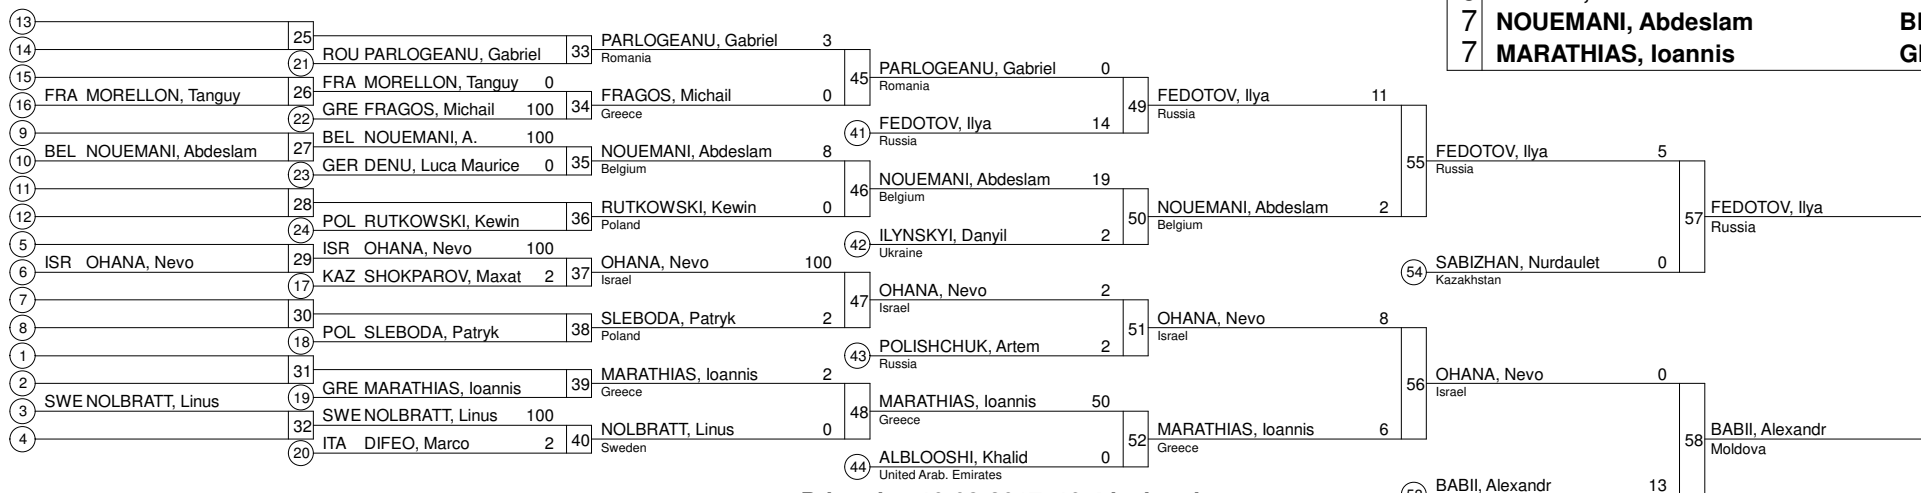 7 NOUEMANI, Abdeslam
7 MARATHIAS, Ioannis
13
14
15
16 FRA MORELLON, Tanguy
9
10 BEL NOUEMANI, Abdeslam
11
12
5
6 ISR OHANA, Nevo
7
8
1
2
3 SWE NOLBRATT, Linus
4
25
21 ROU PARLOGEANU, Gabriel
26 FRA MORELLON, Tanguy 0
22 GRE FRAGOS, Michail 100
27 BEL NOUEMANI, A. 100
23 GER DENU, Luca Maurice 0
28
24 POL RUTKOWSKI, Kewin
29 ISR OHANA, Nevo 100
17 KAZ SHOKPAROV, Maxat 2
30
18 POL SLEBODA, Patryk
31
19 GRE MARATHIAS, Ioannis
32 SWE NOLBRATT, Linus 100
20 ITA DIFEO, Marco 2
33 PARLOGEANU, Gabriel 3
Romania
34 FRAGOS, Michail 0
Greece
35 NOUEMANI, Abdeslam 8
Belgium
36 RUTKOWSKI, Kewin 0
Poland
37 OHANA, Nevo 100
Israel
38 SLEBODA, Patryk 2
Poland
39 MARATHIAS, Ioannis 2
Greece
40 NOLBRATT, Linus 0
Sweden
45 PARLOGEANU, Gabriel 0
Romania
41 FEDOTOV, Ilya 14
Russia
46 NOUEMANI, Abdeslam 19
Belgium
42 ILYNSKYI, Danyil 2
Ukraine
47 OHANA, Nevo 2
Israel
43 POLISHCHUK, Artem 2
Russia
48 MARATHIAS, Ioannis 50
Greece
44 ALBLOOSHI, Khalid 0
United Arab. Emirates
49 FEDOTOV, Ilya 11
Russia
50 NOUEMANI, Abdeslam 2
Belgium
51 OHANA, Nevo 8
Israel
52 MARATHIAS, Ioannis 6
Greece
55 FEDOTOV, Ilya 5
Russia
54 SABIZHAN, Nurdaulet 0
Kazakhstan
56 OHANA, Nevo 0
Israel
BABII, Alexandr 13
57 FEDOTOV, Ilya
Russia
58 BABII, Alexandr
Moldova